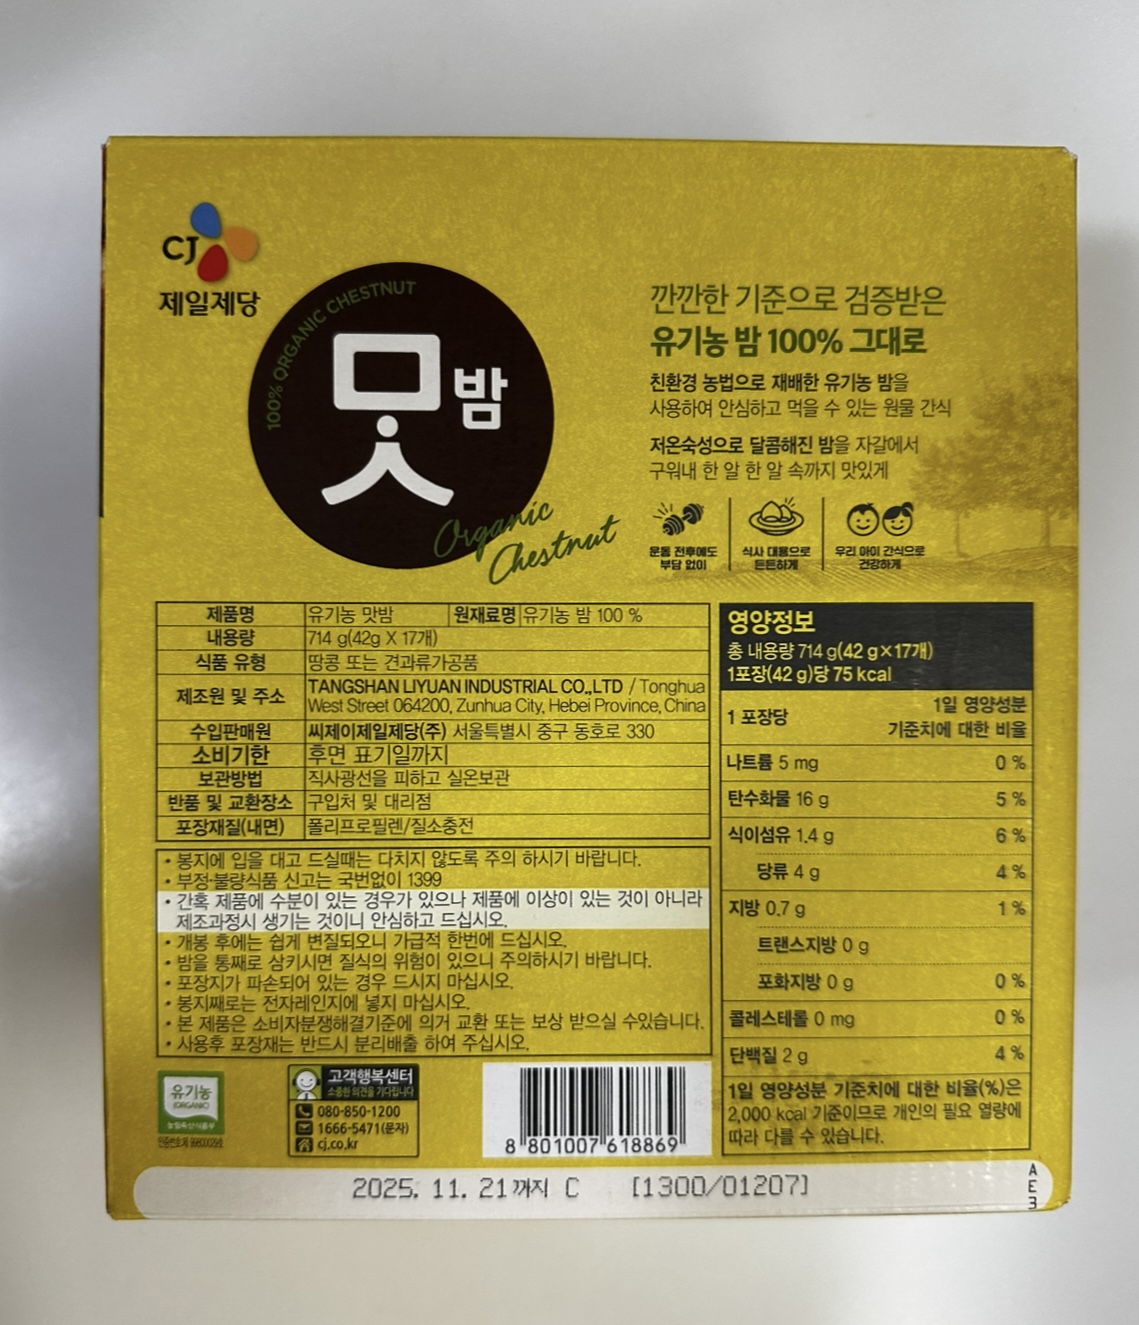 CJ
제일제당
100% ORGANIC CHESTNUT
맛밤
Organic
Chestnut
깐깐한 기준으로 검증받은
유기농 밤 100% 그대로
친환경 농법으로 재배한 유기농 밤을
사용하여 안심하고 먹을 수 있는 원물 간식
저온숙성으로 달콤해진 밤을 자갈에서
구워내 한 알 한 알 속까지 맛있게
운동 전후에도
부담 없이
식사 대용으로
든든하게
우리 아이 간식으로
건강하게
제품명 유기농 맛밤 원재료명 유기농 밤 100 %
내용량 714 g(42g X 17개)
식품 유형 땅콩 또는 견과류가공품
제조원 및 주소 TANGSHAN LIYUAN INDUSTRIAL CO.,LTD / Tonghua
West Street 064200, Zunhua City, Hebei Province, China
수입판매원 씨제이제일제당(주) 서울특별시 중구 동호로 330
소비기한 후면 표기일까지
보관방법 직사광선을 피하고 실온보관
반품 및 교환장소 구입처 및 대리점
포장재질(내면) 폴리프로필렌/질소충전
• 봉지에 입을 대고 드실때는 다치지 않도록 주의 하시기 바랍니다.
• 부정·불량식품 신고는 국번없이 1399
• 간혹 제품에 수분이 있는 경우가 있으나 제품에 이상이 있는 것이 아니라
제조과정시 생기는 것이니 안심하고 드십시오.
• 개봉 후에는 쉽게 변질되오니 가급적 한번에 드십시오.
• 밤을 통째로 삼키시면 질식의 위험이 있으니 주의하시기 바랍니다.
• 포장지가 파손되어 있는 경우 드시지 마십시오.
• 봉지째로는 전자레인지에 넣지 마십시오.
• 본 제품은 소비자분쟁해결기준에 의거 교환 또는 보상 받으실 수있습니다.
• 사용후 포장재는 반드시 분리배출 하여 주십시오.
영양정보
총 내용량 714 g(42 g×17개)
1포장(42 g)당 75 kcal
1 포장당 1일 영양성분
기준치에 대한 비율
나트륨 5 mg 0 %
탄수화물 16 g 5 %
식이섬유 1.4 g 6 %
당류 4 g 4 %
지방 0.7 g 1 %
트랜스지방 0 g
포화지방 0 g 0 %
콜레스테롤 0 mg 0 %
단백질 2 g 4 %
1일 영양성분 기준치에 대한 비율(%)은
2,000 kcal 기준이므로 개인의 필요 열량에
따라 다를 수 있습니다.
유기농
(ORGANIC)
농림축산식품부
고객행복센터
소중한 의견을 기다립니다
080-850-1200
1666-5471(문자)
cj.co.kr
8 801007 618869
2025. 11. 21까지 C [1300/01207]
A
E
3